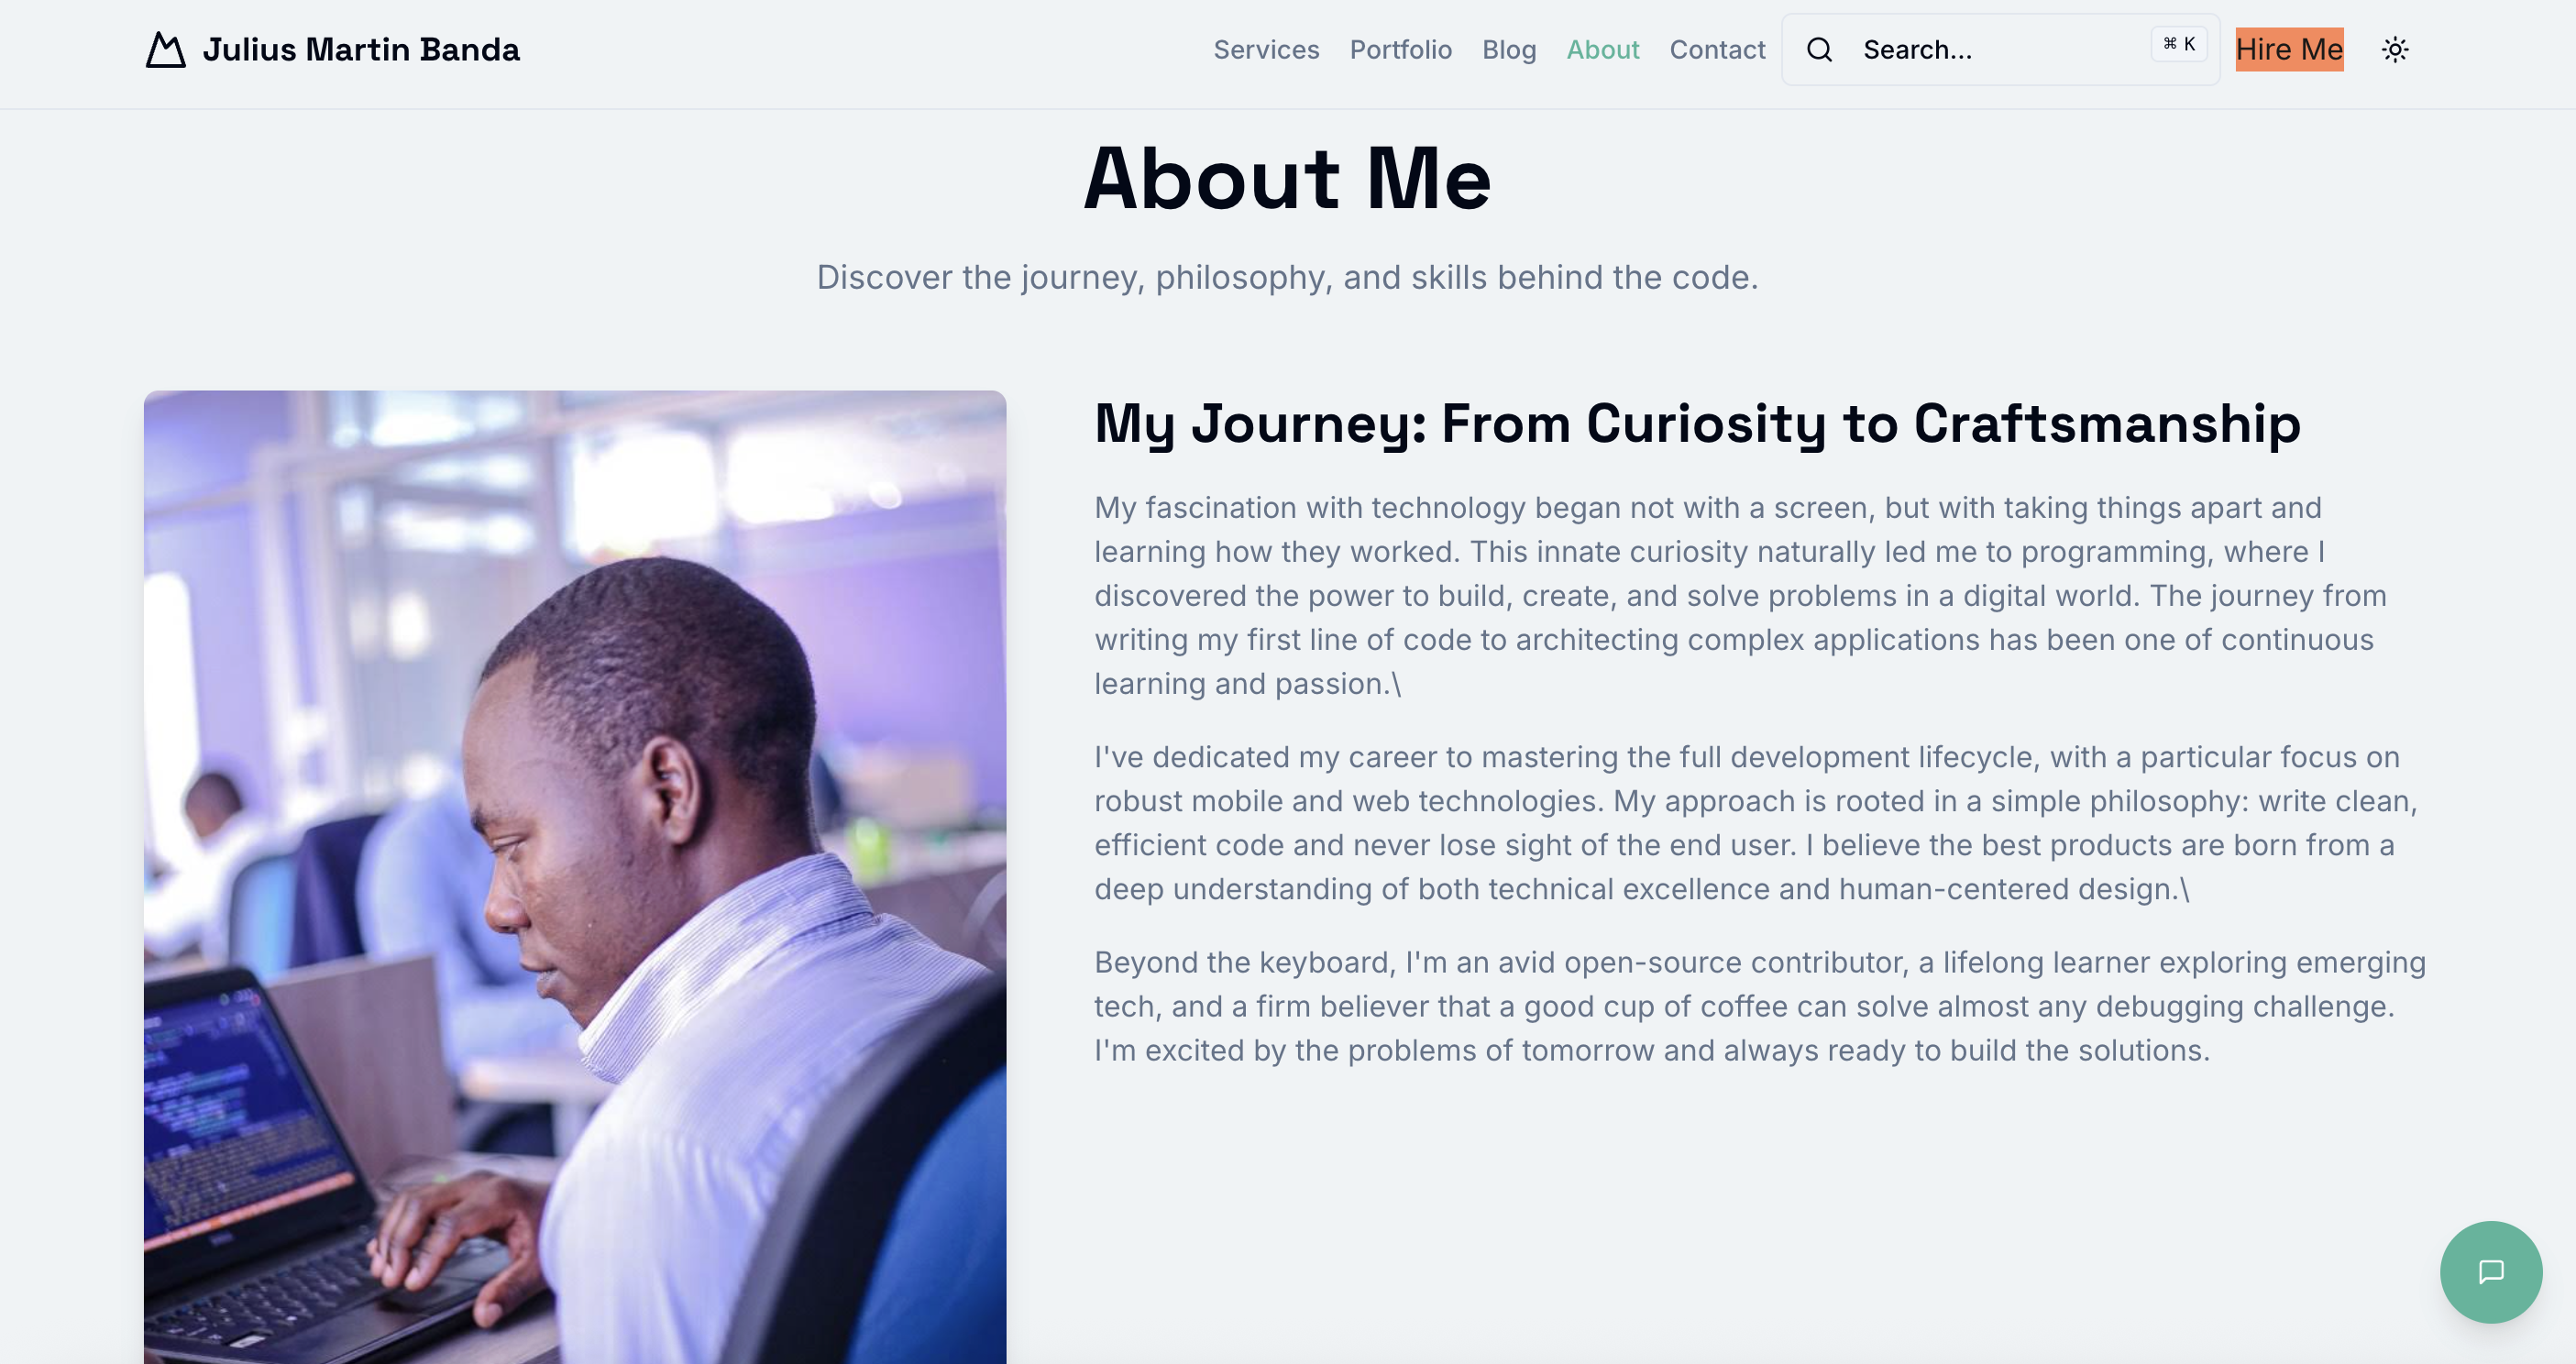 Julius Martin Banda
Services Portfolio Blog About Contact Search... ⌘ K Hire Me
About Me
Discover the journey, philosophy, and skills behind the code.
My Journey: From Curiosity to Craftsmanship
My fascination with technology began not with a screen, but with taking things apart and
learning how they worked. This innate curiosity naturally led me to programming, where I
discovered the power to build, create, and solve problems in a digital world. The journey from
writing my first line of code to architecting complex applications has been one of continuous
learning and passion.\
I've dedicated my career to mastering the full development lifecycle, with a particular focus on
robust mobile and web technologies. My approach is rooted in a simple philosophy: write clean,
efficient code and never lose sight of the end user. I believe the best products are born from a
deep understanding of both technical excellence and human-centered design.\
Beyond the keyboard, I'm an avid open-source contributor, a lifelong learner exploring emerging
tech, and a firm believer that a good cup of coffee can solve almost any debugging challenge.
I'm excited by the problems of tomorrow and always ready to build the solutions.